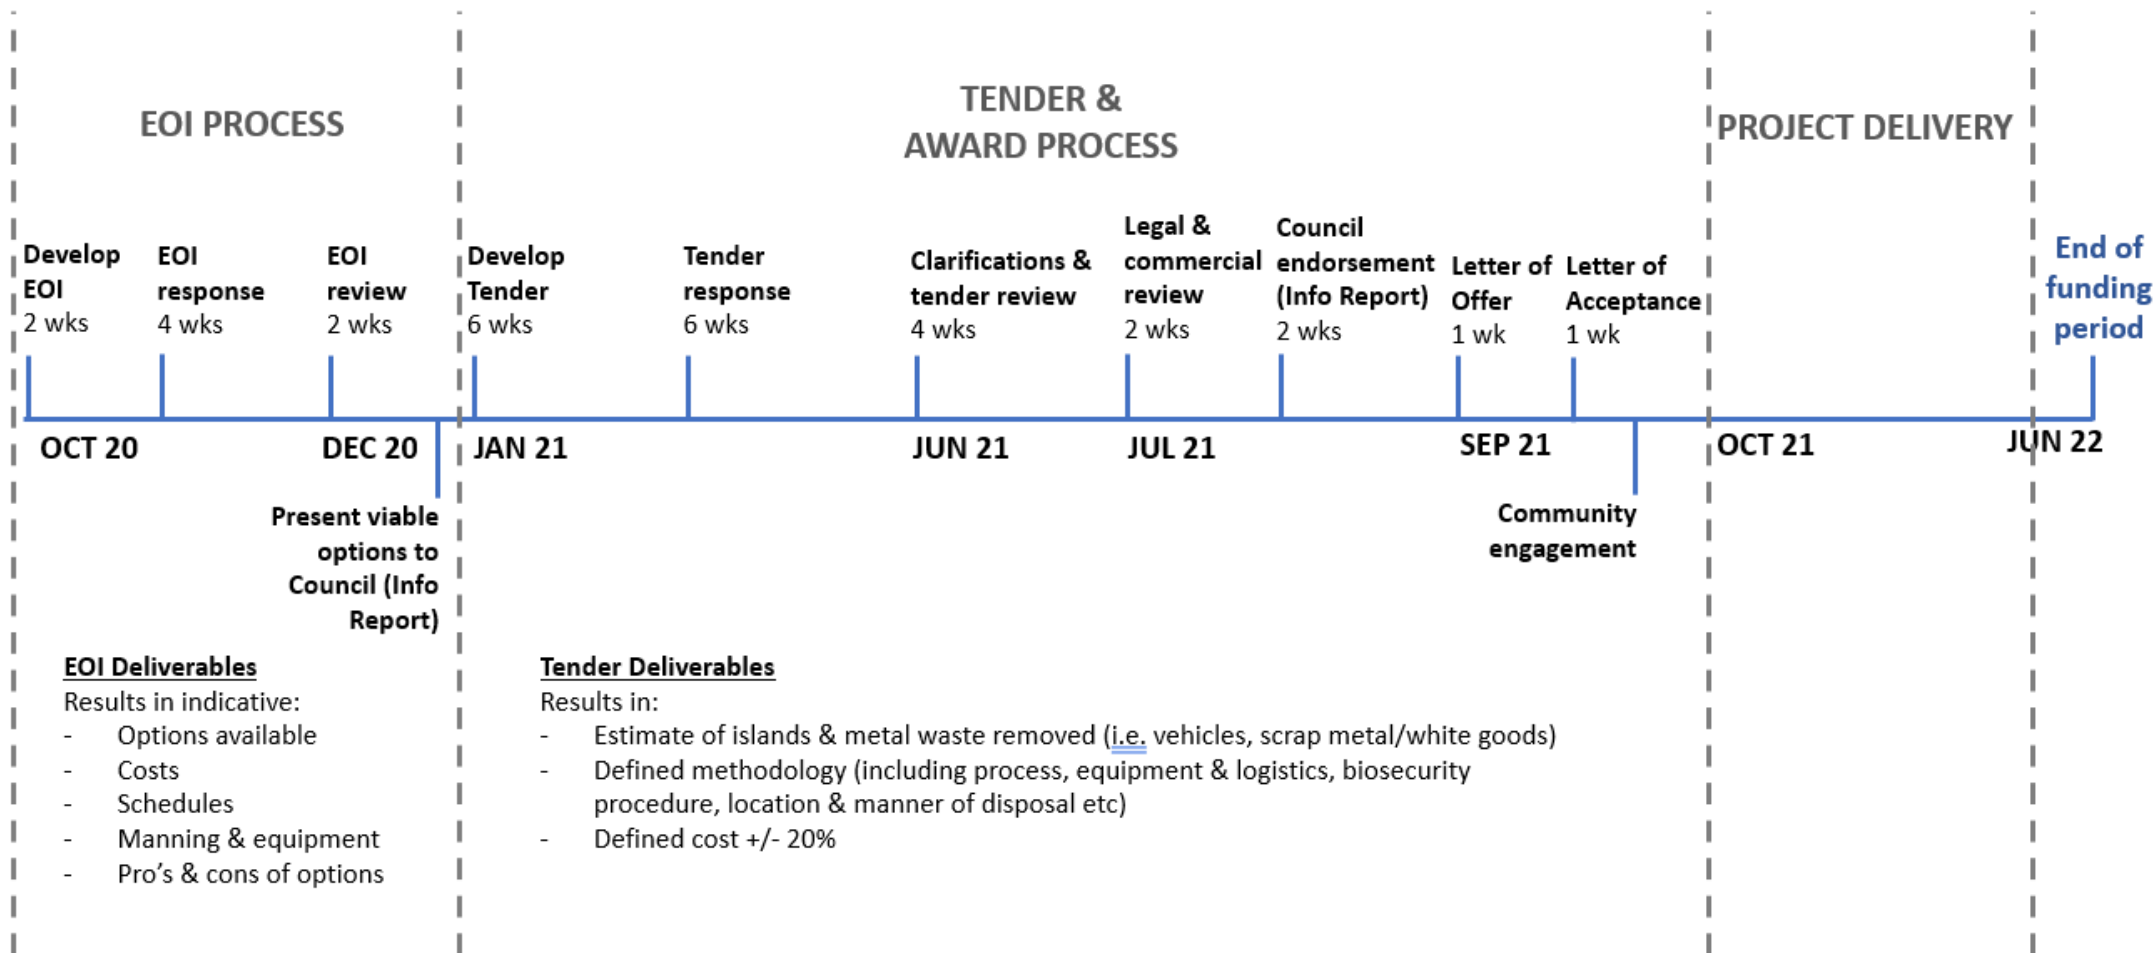 EOI PROCESS
TENDER &
AWARD PROCESS
PROJECT DELIVERY
Develop
EOI
2 wks
EOI
response
4 wks
EOI
review
2 wks
Develop
Tender
6 wks
Tender
response
6 wks
Clarifications &
tender review
4 wks
Legal &
commercial
review
2 wks
Council
endorsement
(Info Report)
2 wks
Letter of
Offer
1 wk
Letter of
Acceptance
1 wk
End of
funding
period
OCT 20
DEC 20
JAN 21
JUN 21
JUL 21
SEP 21
OCT 21
JUN 22
Present viable
options to
Council (Info
Report)
Community
engagement
EOI Deliverables
Results in indicative:
- Options available
- Costs
- Schedules
- Manning & equipment
- Pro’s & cons of options
Tender Deliverables
Results in:
- Estimate of islands & metal waste removed (i.e. vehicles, scrap metal/white goods)
- Defined methodology (including process, equipment & logistics, biosecurity
procedure, location & manner of disposal etc)
- Defined cost +/- 20%